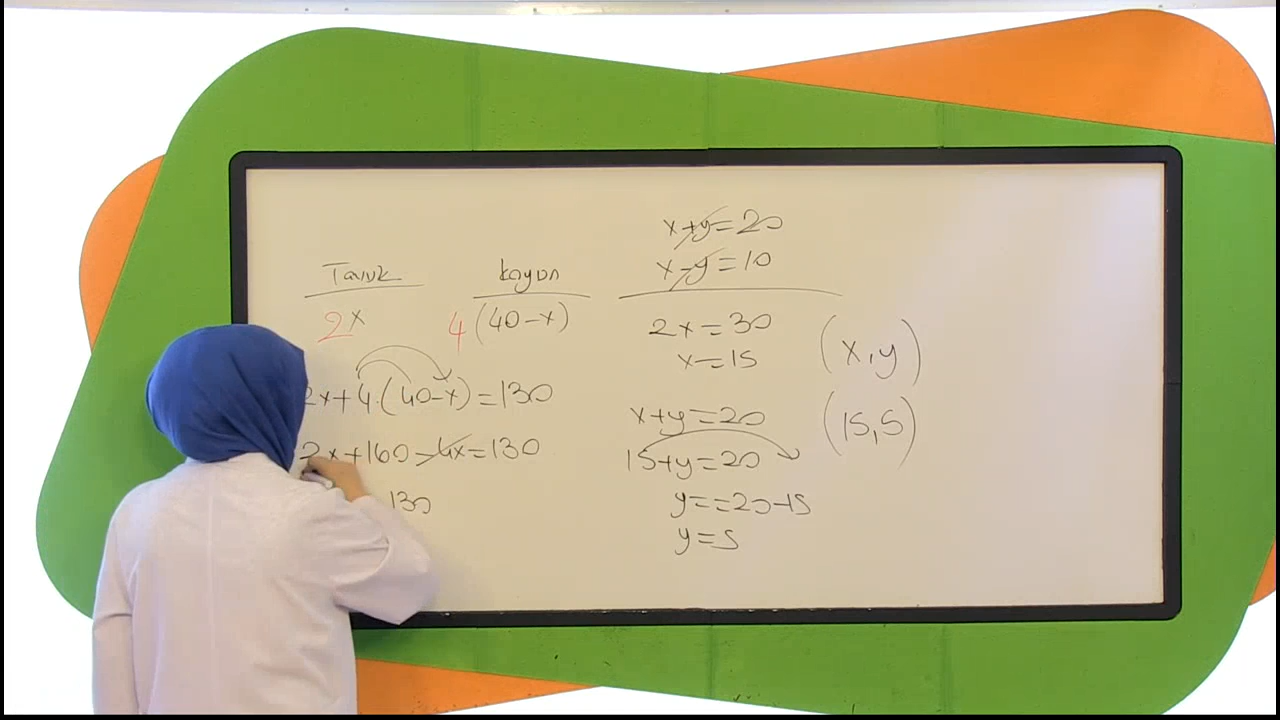 Tavuk
koyun
2x
4(40-x)
2x+4.(40-x)=130
2x+160-4x=130
130
x+y=20
x-y=10
2x=30
x=15
x+y=20
15+y=20
y==20-15
y=5
(x,y)
(15,5)